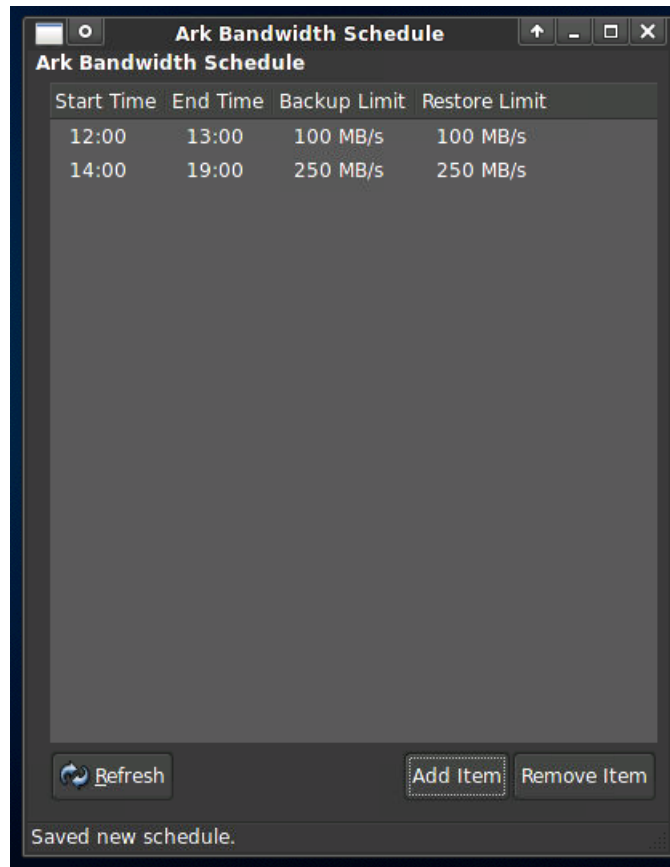 Ark Bandwidth Schedule
Ark Bandwidth Schedule
Start Time End Time Backup Limit Restore Limit
12:00 13:00 100 MB/s 100 MB/s
14:00 19:00 250 MB/s 250 MB/s
Refresh Add Item Remove Item
Saved new schedule.